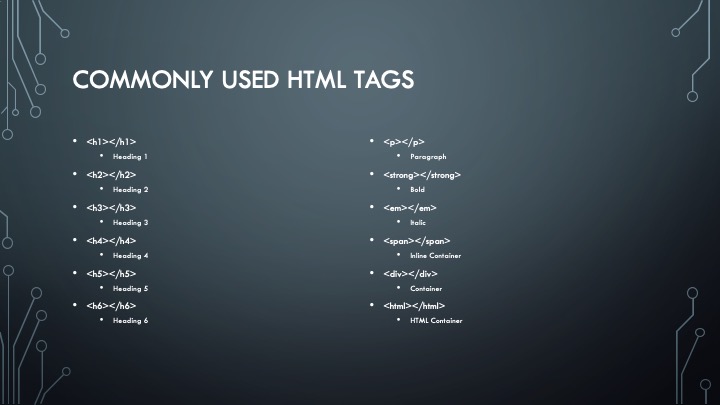 COMMONLY USED HTML TAGS
• <h1></h1>
• Heading 1
• <h2></h2>
• Heading 2
• <h3></h3>
• Heading 3
• <h4></h4>
• Heading 4
• <h5></h5>
• Heading 5
• <h6></h6>
• Heading 6
• <p></p>
• Paragraph
• <strong></strong>
• Bold
• <em></em>
• Italic
• <span></span>
• Inline Container
• <div></div>
• Container
• <html></html>
• HTML Container